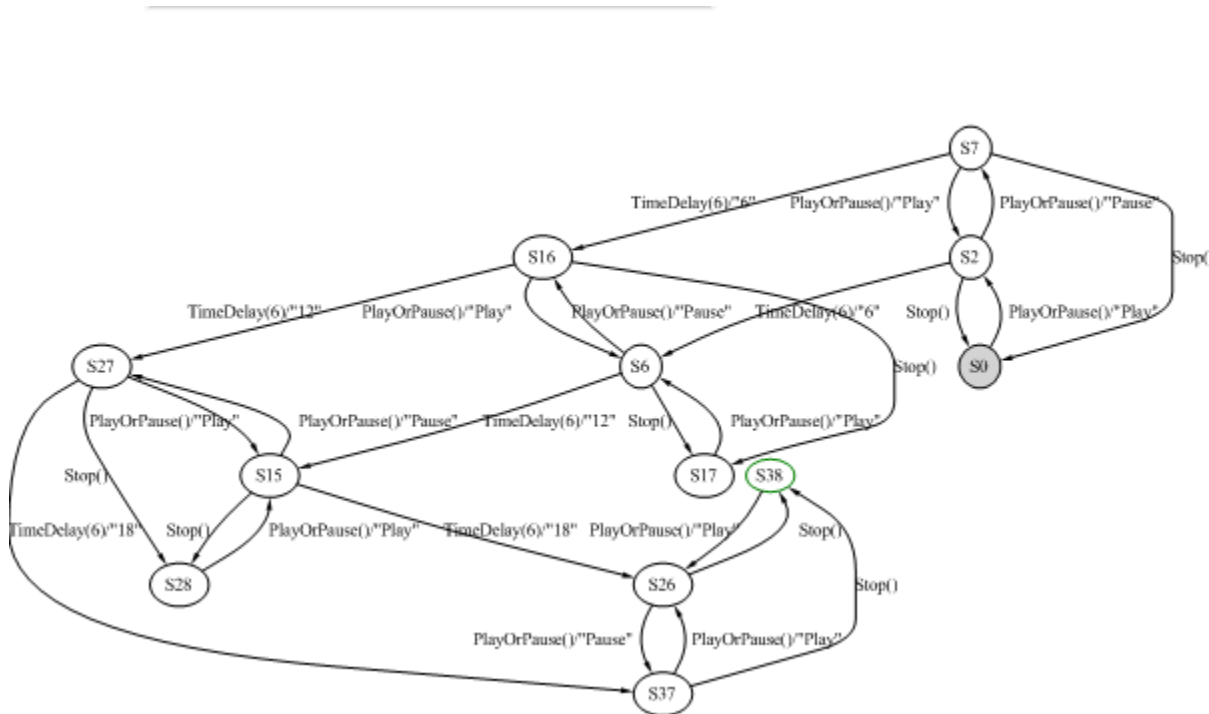 S7
TimeDelay(6)/"6" PlayOrPause()/"Play" PlayOrPause()/"Pause"
S16 S2 Stop(
TimeDelay(6)/"12" PlayOrPause()/"Play" PlayOrPause()/"Pause" TimeDelay(6)/"6" Stop() PlayOrPause()/"Play"
S27 S6 Stop() S0
PlayOrPause()/"Play" PlayOrPause()/"Pause" TimeDelay(6)/"12" Stop() PlayOrPause()/"Play"
Stop() S15 S17 S38
TimeDelay(6)/"18" Stop() PlayOrPause()/"Play" TimeDelay(6)/"18" PlayOrPause()/"Play" Stop()
S28 S26 Stop()
PlayOrPause()/"Pause" PlayOrPause()/"Play"
S37